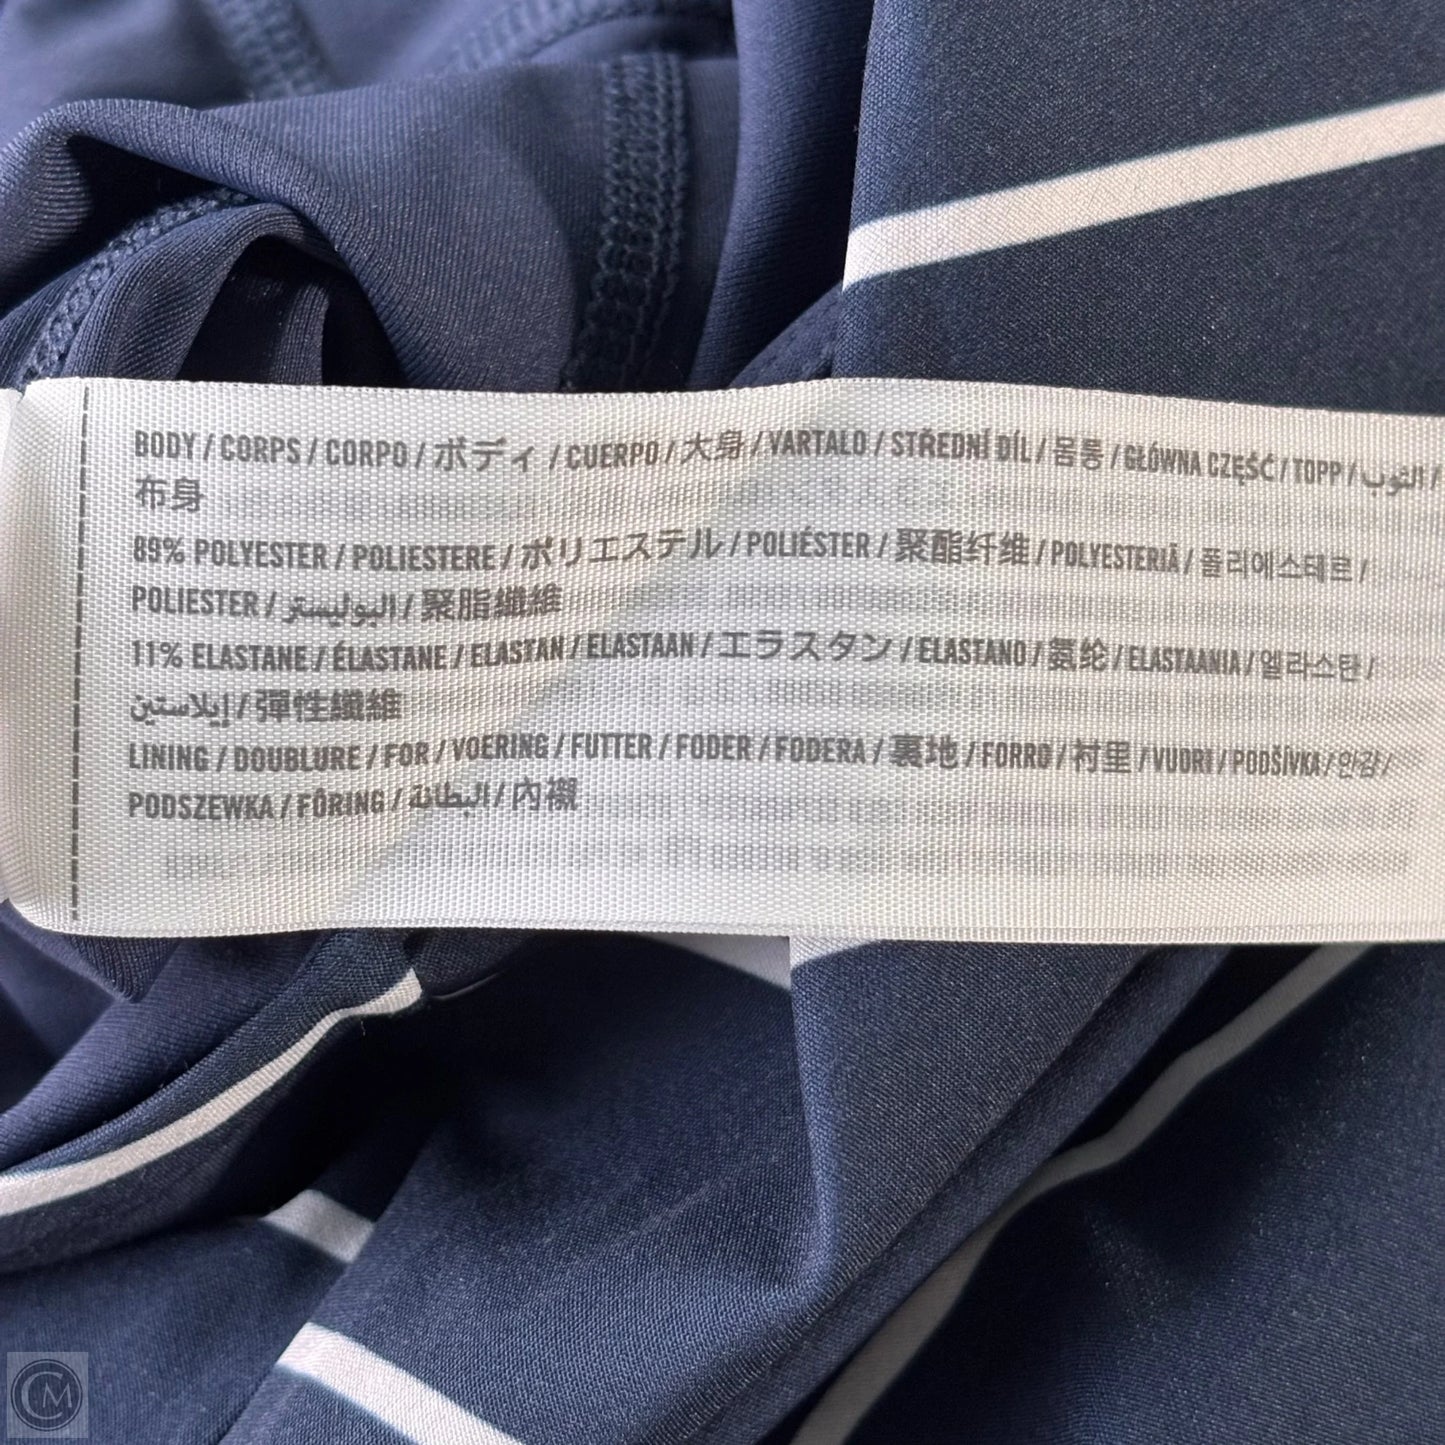 BODY / CORPS / CORPO / ボディ / CUERPO / 大身 / VARTALO / STŘEDNÍ DÍL / 몸통 / GŁÓWNA CZĘŚĆ / TOPP / الثوب /
布身
89% POLYESTER / POLIESTERE / ポリエステル / POLIÉSTER / 聚酯纤维 / POLYESTERIÄ / 폴리에스테르 /
POLIESTER / البوليستر / 聚脂纖維
11% ELASTANE / ÉLASTANE / ELASTAN / ELASTAAN / エラスタン / ELASTANO / 氨纶 / ELASTAANIA / 엘라스탄 /
إيلاستين / 彈性纖維
LINING / DOUBLURE / FOR / VOERING / FUTTER / FODER / FODERA / 裏地 / FORRO / 衬里 / VUORI / PODŠÍVKA / 안감 /
PODSZEWKA / FÔRING / البطانة / 內襯
CM